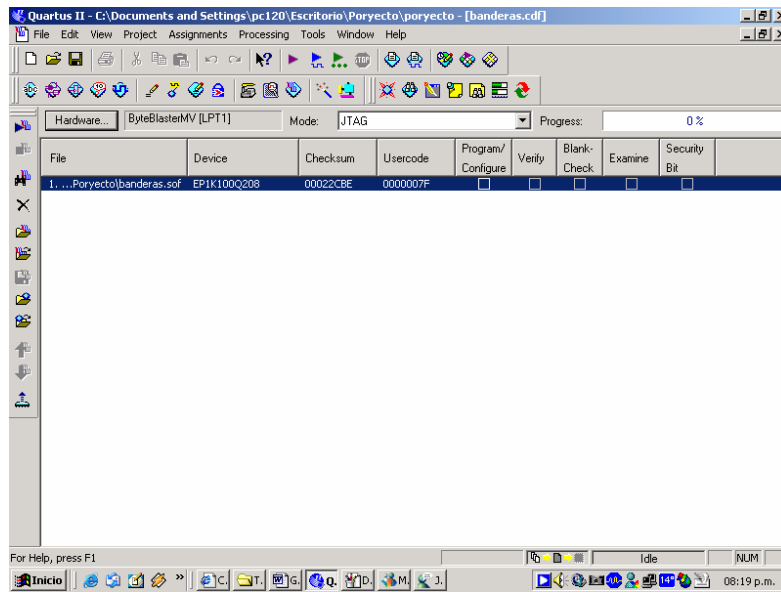 Quartus II - C:\Documents and Settings\pc120\Escritorio\Poryecto\poryecto - [banderas.cdf]
File Edit View Project Assignments Processing Tools Window Help
STOP
Hardware... ByteBlasterMV [LPT1] Mode: JTAG Progress: 0 %
File Device Checksum Usercode Program/ Configure Verify Blank- Check Examine Security Bit
1. ...Poryecto\banderas.sof EP1K100Q208 00022CBE 0000007F
For Help, press F1 Idle NUM
Inicio » C. T. G. Q. D. M. J. 14° 08:19 p.m.